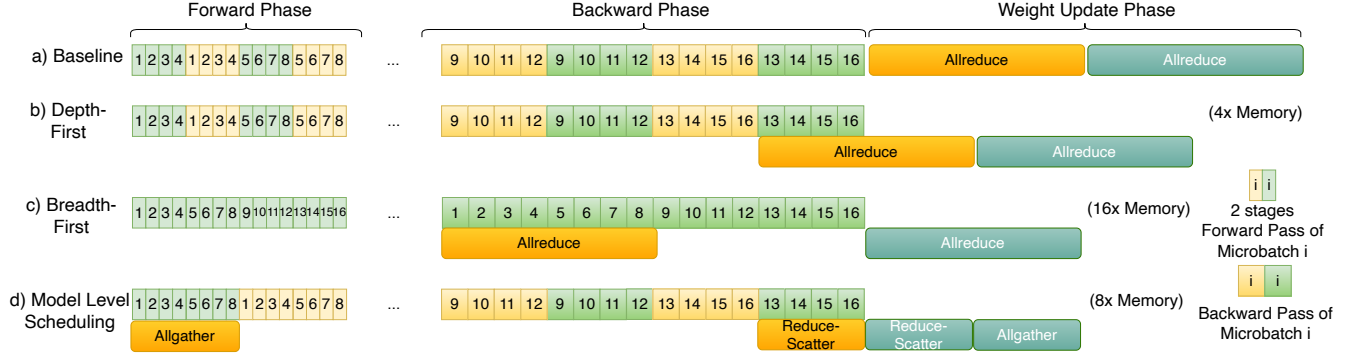 Forward Phase
Backward Phase
Weight Update Phase
a) Baseline
1 2 3 4 1 2 3 4 5 6 7 8 5 6 7 8
...
9 10 11 12 9 10 11 12 13 14 15 16 13 14 15 16
Allreduce
Allreduce
b) Depth-
First
1 2 3 4 1 2 3 4 5 6 7 8 5 6 7 8
...
9 10 11 12 9 10 11 12 13 14 15 16 13 14 15 16
(4x Memory)
Allreduce
Allreduce
c) Breadth-
First
1 2 3 4 5 6 7 8 9 10 11 12 13 14 15 16
...
1 2 3 4 5 6 7 8 9 10 11 12 13 14 15 16
(16x Memory)
Allreduce
Allreduce
i i
2 stages
Forward Pass of
Microbatch i
d) Model Level
Scheduling
1 2 3 4 5 6 7 8 1 2 3 4 5 6 7 8
...
9 10 11 12 9 10 11 12 13 14 15 16 13 14 15 16
(8x Memory)
Allgather
Reduce-
Scatter
Reduce-
Scatter
Allgather
i i
Backward Pass of
Microbatch i